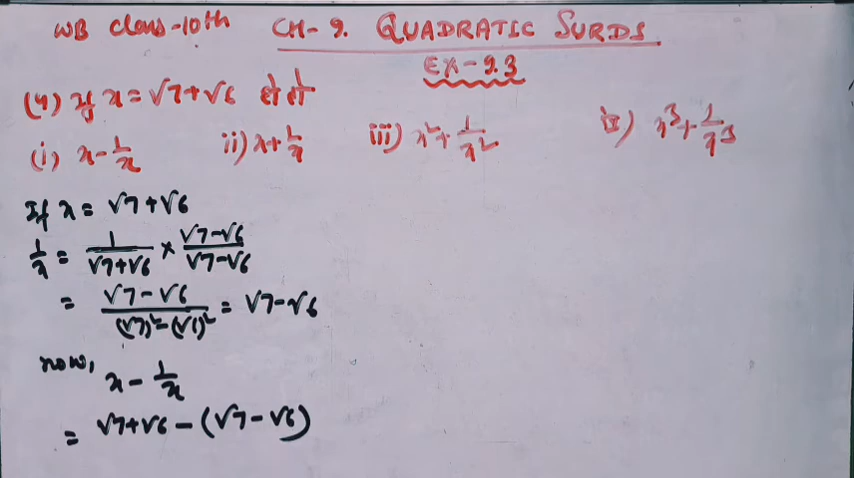 WB Class-10th CH-9. QUADRATIC SURDS
EX-9.3
(4) If x = √7+√6 हो तो
(i) x - 1/x ii) x + 1/x iii) x² + 1/x² iv) x³ + 1/x³
If x = √7+√6
1/x = 1/(√7+√6) × (√7-√6)/(√7-√6)
= (√7-√6)/((√7)²-(√6)²) = √7-√6
now, x - 1/x
= √7+√6 - (√7-√6)